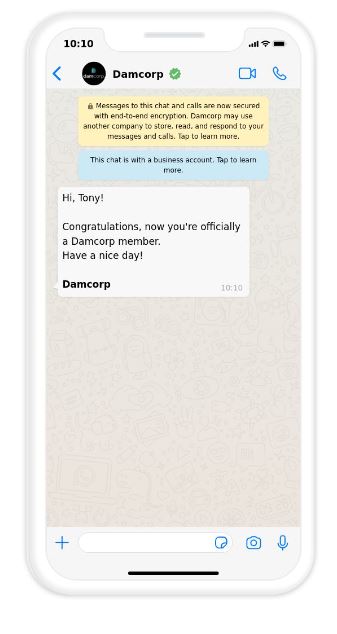 10:10
damcorp
Damcorp
Messages to this chat and calls are now secured
with end-to-end encryption. Damcorp may use
another company to store, read, and respond to your
messages and calls. Tap to learn more.
This chat is with a business account. Tap to learn
more.
Hi, Tony!
Congratulations, now you're officially
a Damcorp member.
Have a nice day!
Damcorp
10:10